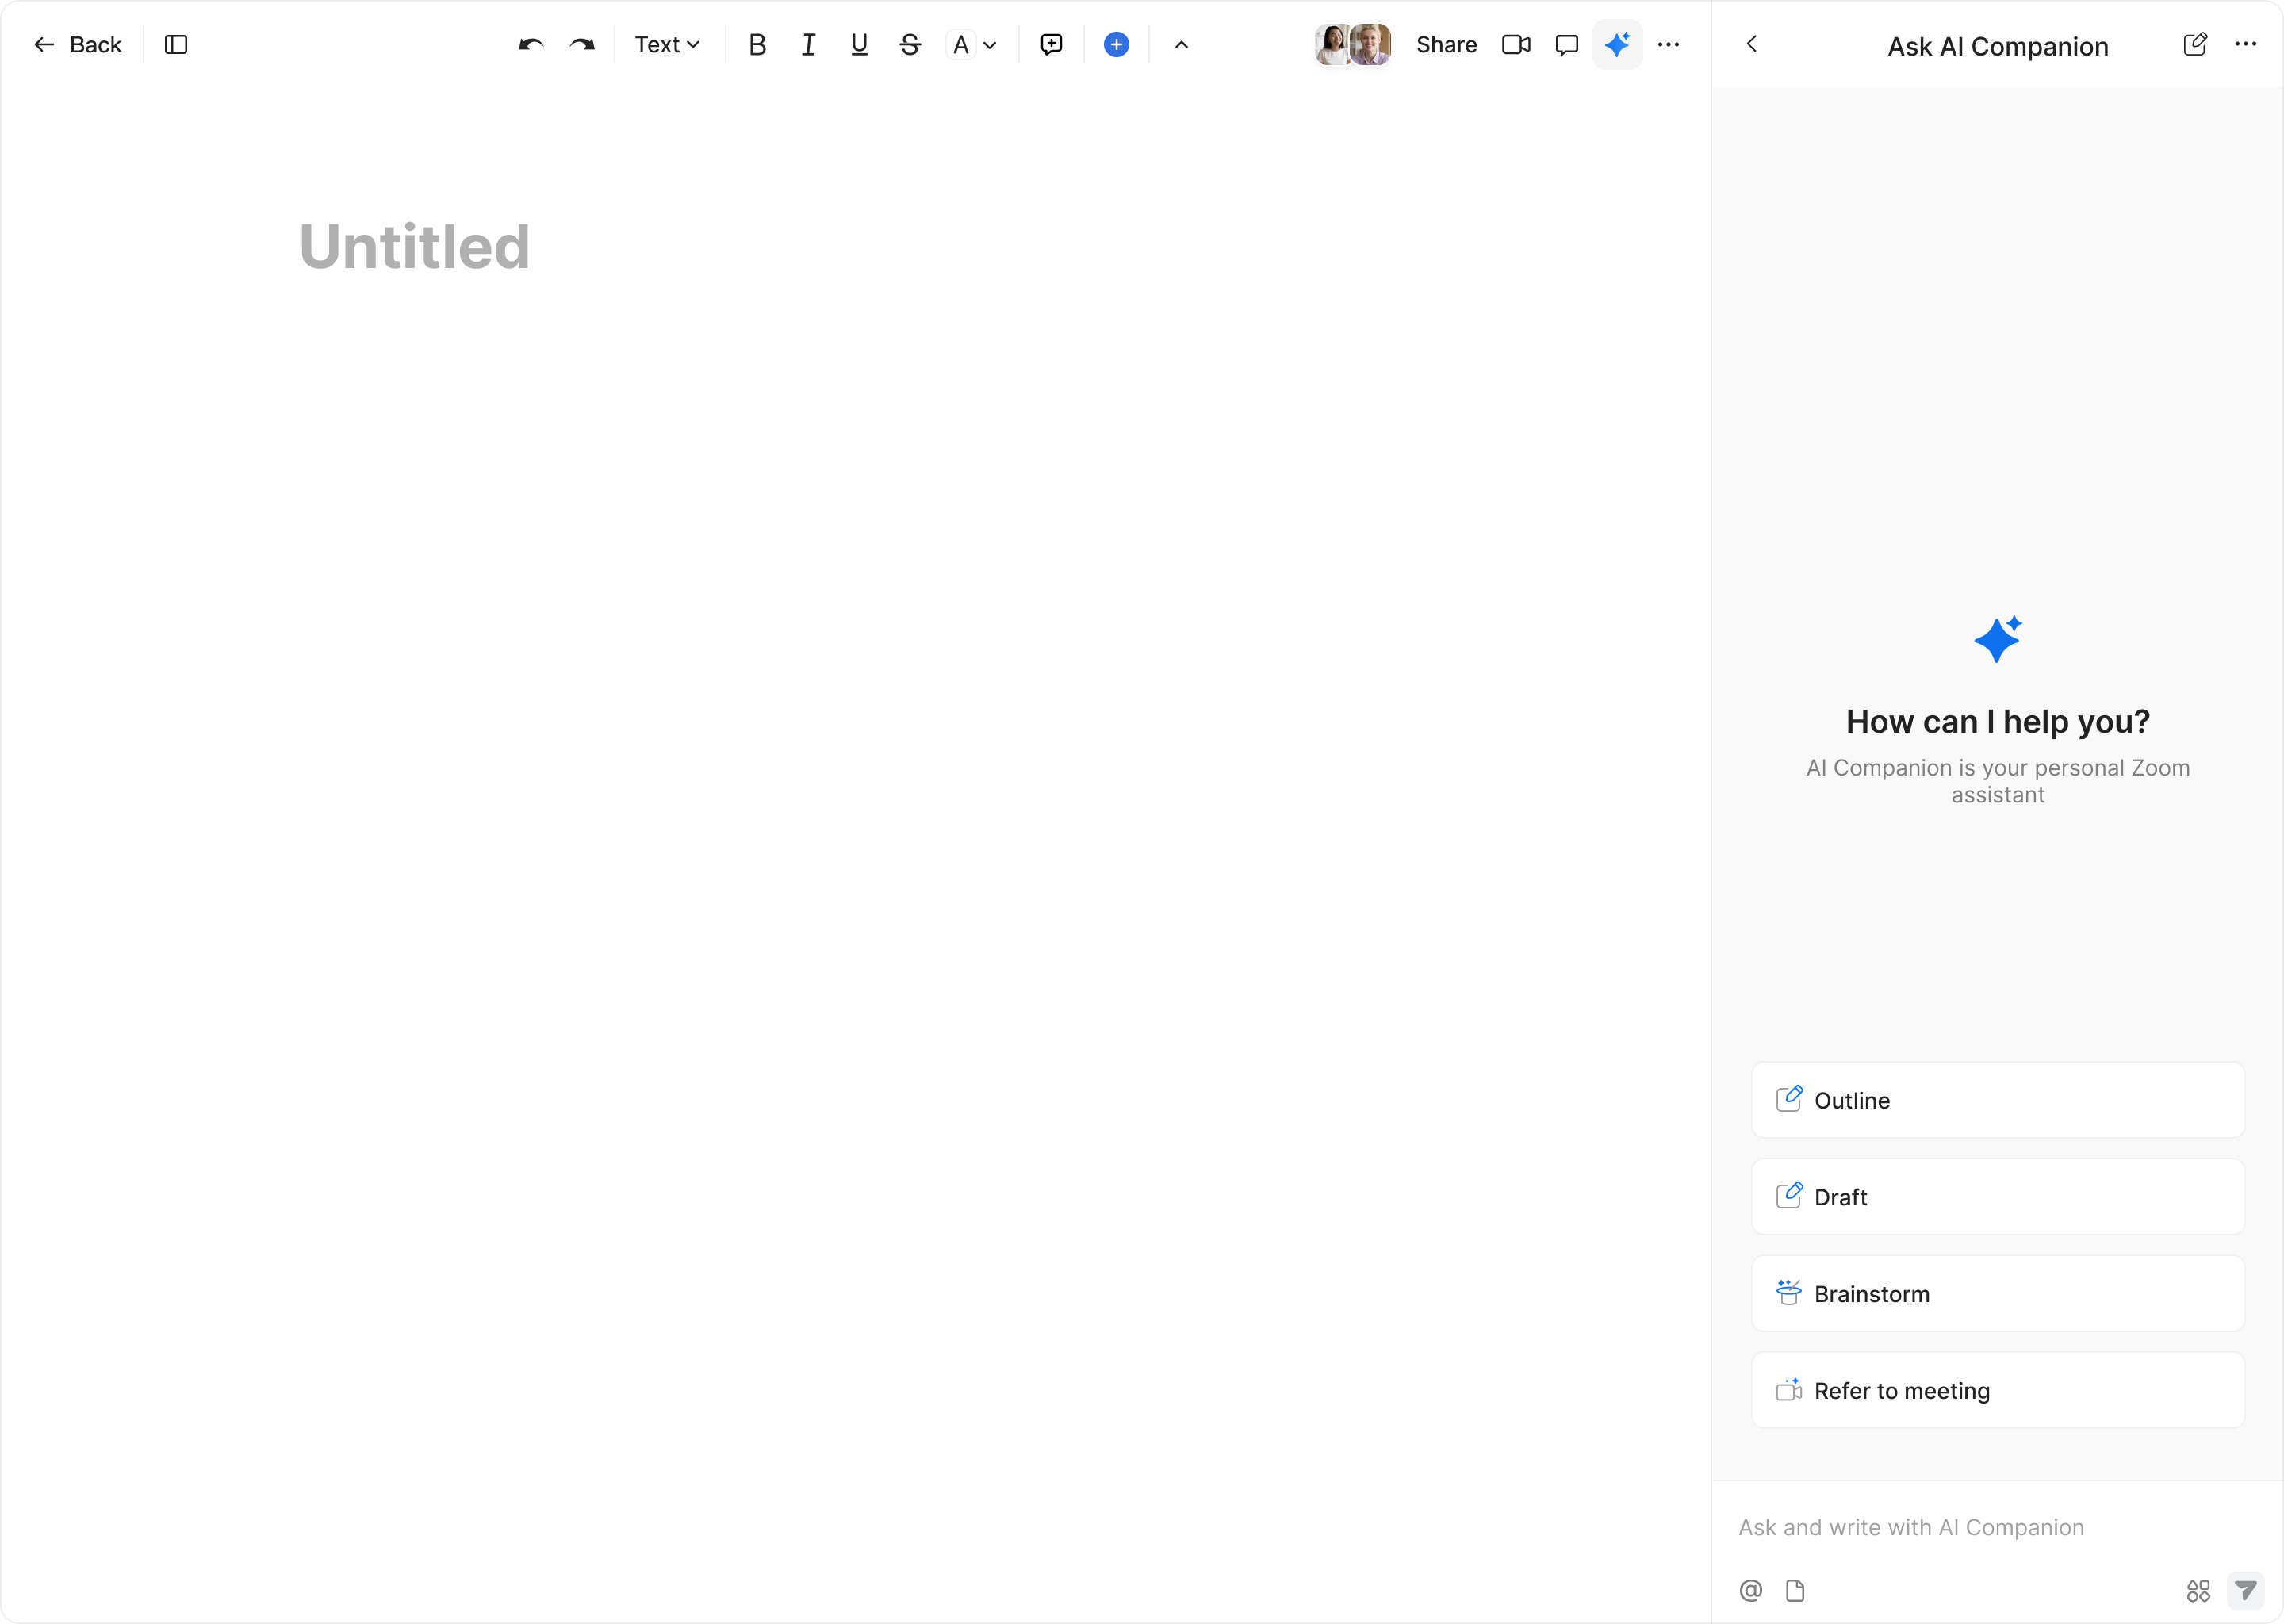 Back
Text
B I U S A
Share
Ask AI Companion
Untitled
How can I help you?
AI Companion is your personal Zoom
assistant
Outline
Draft
Brainstorm
Refer to meeting
Ask and write with AI Companion
@